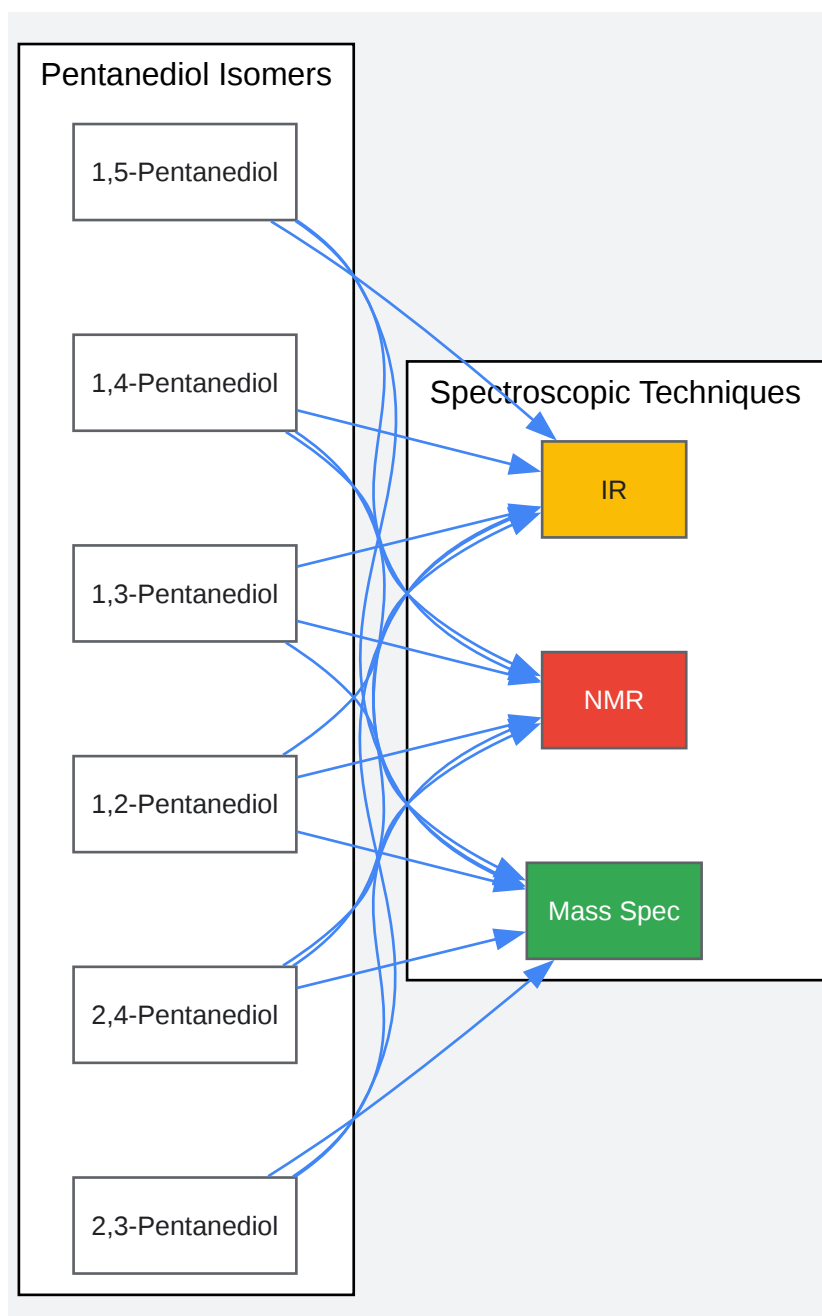 Pentanediol Isomers
1,5-Pentanediol
1,4-Pentanediol
1,3-Pentanediol
1,2-Pentanediol
2,4-Pentanediol
2,3-Pentanediol
Spectroscopic Techniques
IR
NMR
Mass Spec